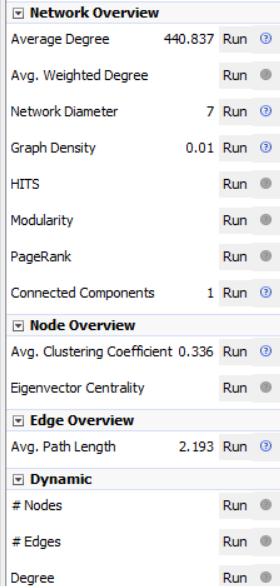 Network Overview
Average Degree 440.837 Run
Avg. Weighted Degree Run
Network Diameter 7 Run
Graph Density 0.01 Run
HITS Run
Modularity Run
PageRank Run
Connected Components 1 Run
Node Overview
Avg. Clustering Coefficient 0.336 Run
Eigenvector Centrality Run
Edge Overview
Avg. Path Length 2.193 Run
Dynamic
# Nodes Run
# Edges Run
Degree Run